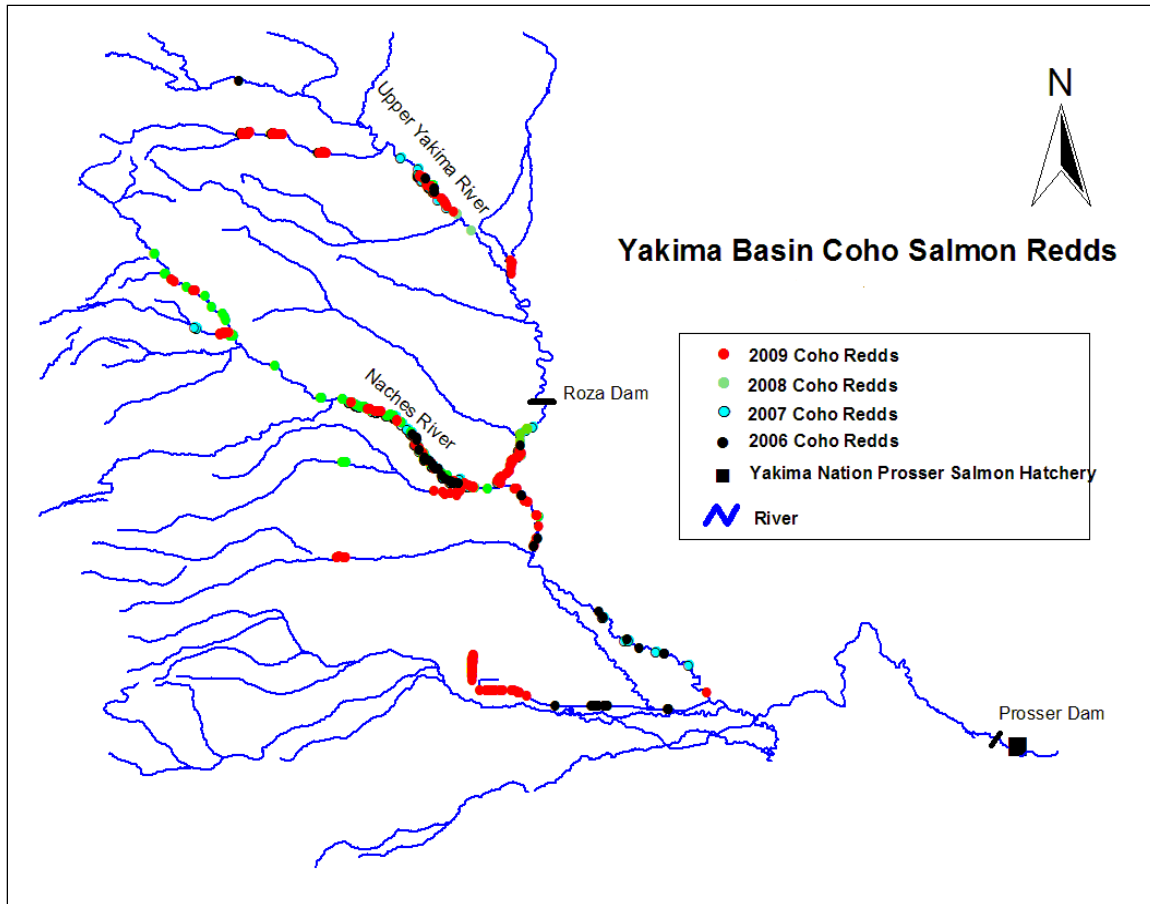 N
Upper Yakima River
Yakima Basin Coho Salmon Redds
2009 Coho Redds
2008 Coho Redds
2007 Coho Redds
2006 Coho Redds
Yakima Nation Prosser Salmon Hatchery
River
Roza Dam
Naches River
Prosser Dam